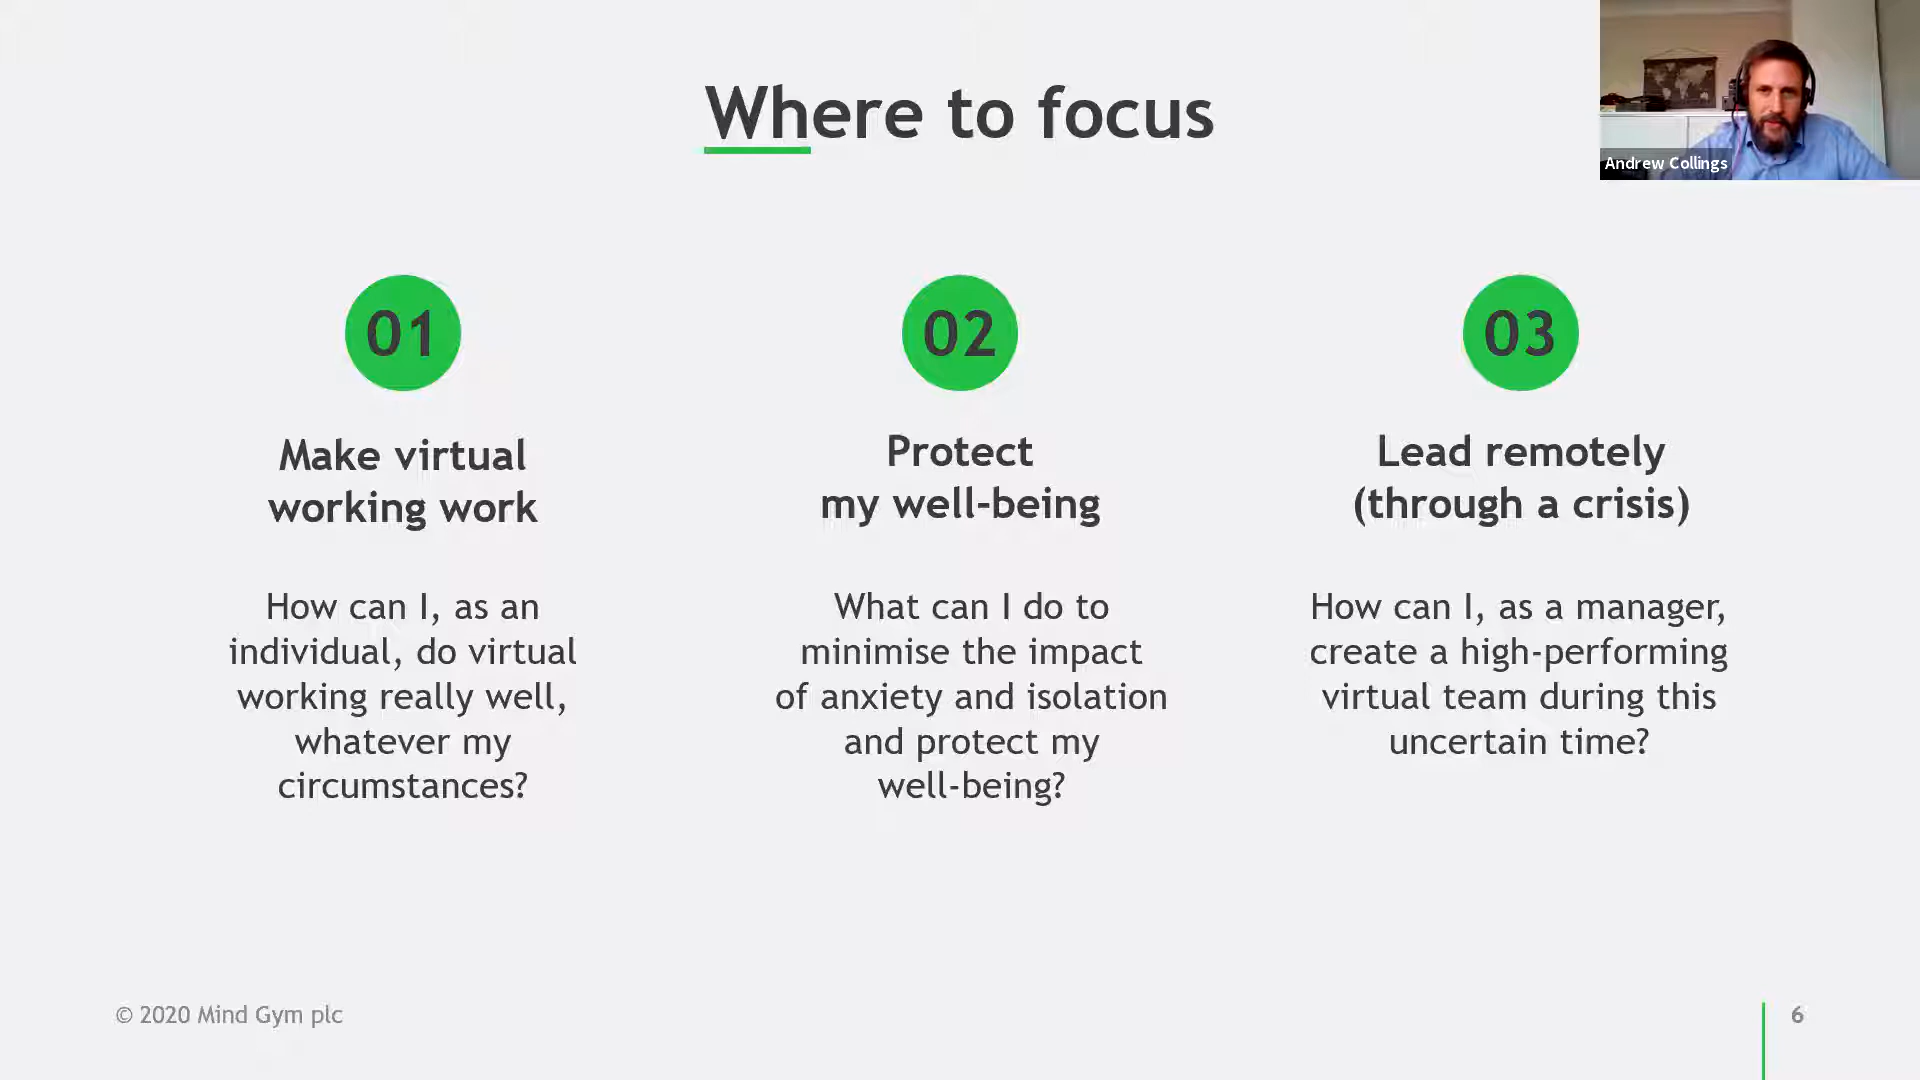 Where to focus
Andrew Collings
01
Make virtual
working work
How can I, as an
individual, do virtual
working really well,
whatever my
circumstances?
02
Protect
my well-being
What can I do to
minimise the impact
of anxiety and isolation
and protect my
well-being?
03
Lead remotely
(through a crisis)
How can I, as a manager,
create a high-performing
virtual team during this
uncertain time?
© 2020 Mind Gym plc
6